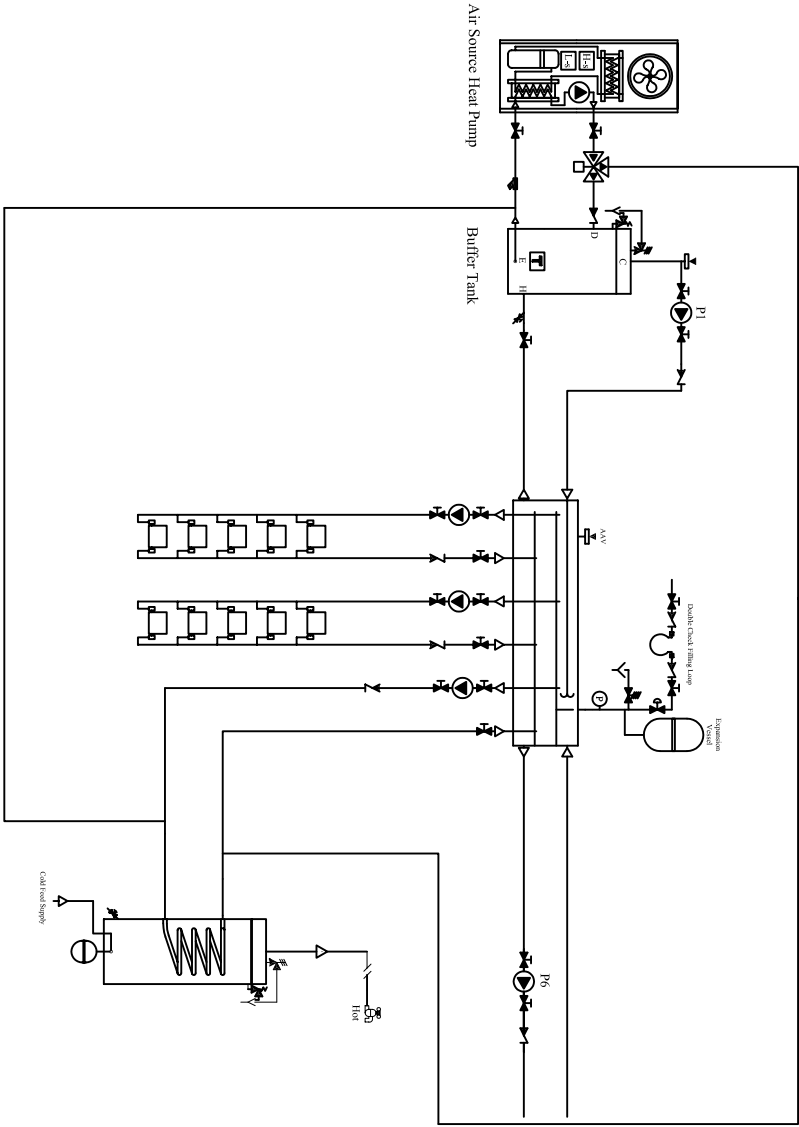 Air Source Heat Pump
H-s
L-s
Buffer Tank
T
C
D
E
H
P1
AAV
Double Check Filling Loop
P
Expansion
Vessel
Cold Feed Supply
Hot
P6